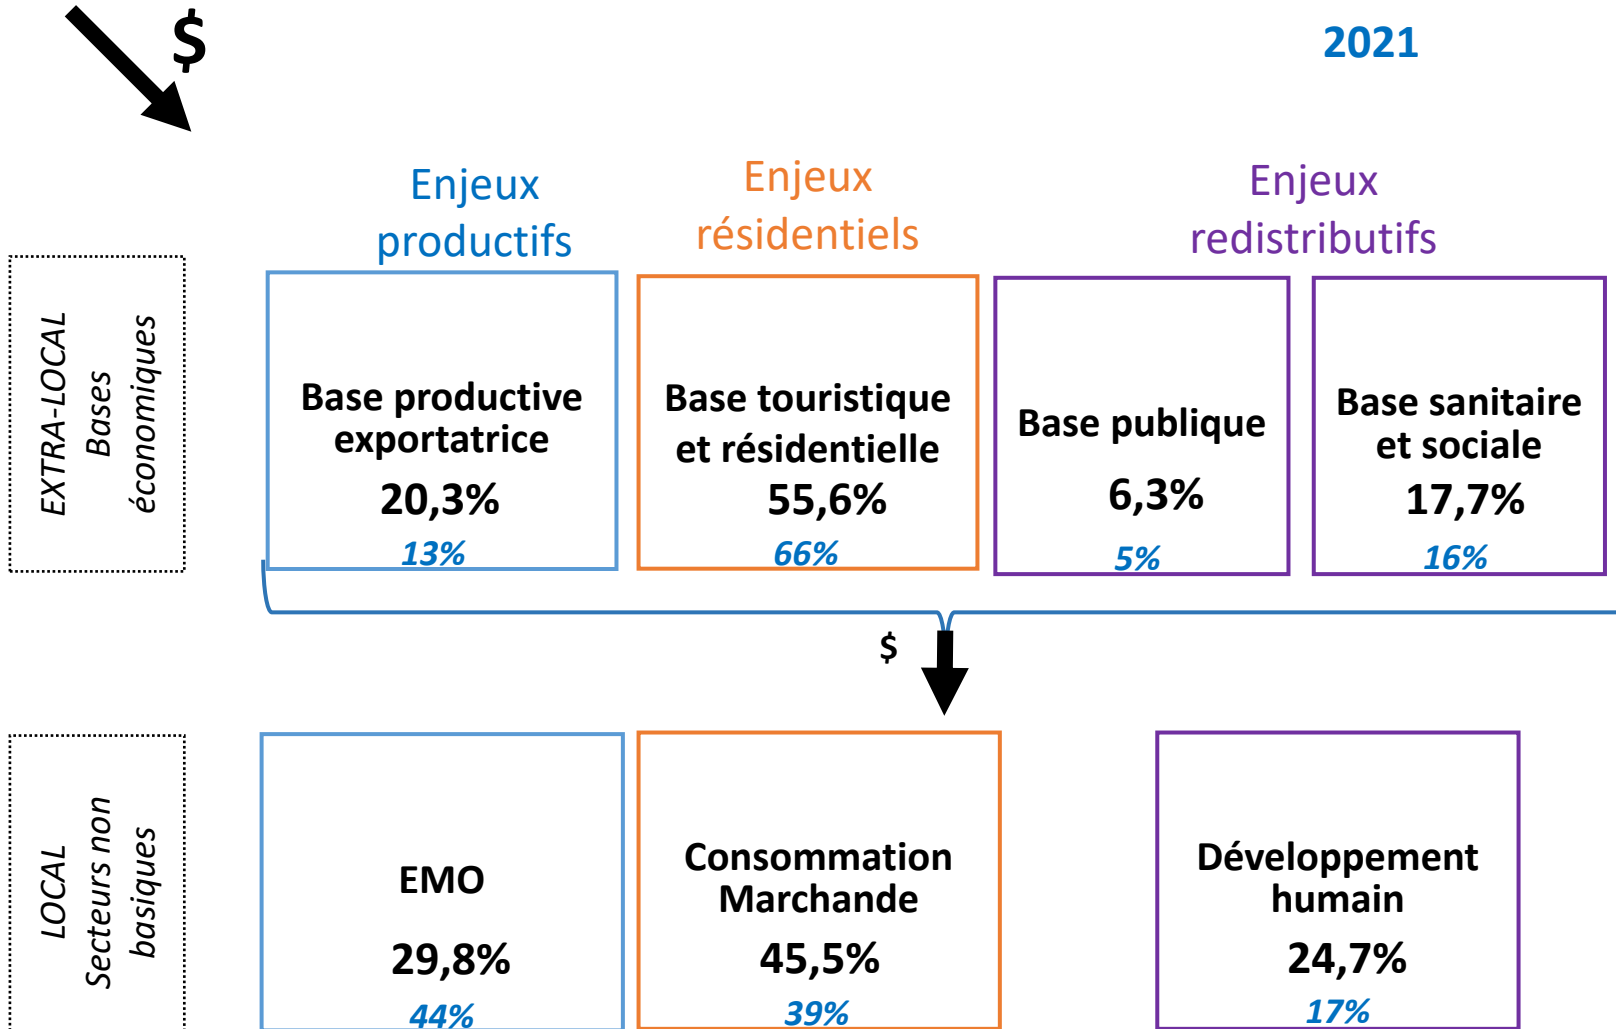 $
2021
Enjeux
productifs
Enjeux
résidentiels
Enjeux
redistributifs
EXTRA-LOCAL
Bases
économiques
Base productive
exportatrice
20,3%
13%
Base touristique
et résidentielle
55,6%
66%
Base publique
6,3%
5%
Base sanitaire
et sociale
17,7%
16%
$
LOCAL
Secteurs non
basiques
EMO
29,8%
44%
Consommation
Marchande
45,5%
39%
Développement
humain
24,7%
17%